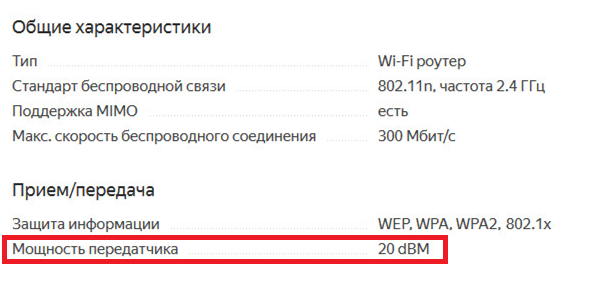 Общие характеристики
Тип Wi-Fi роутер
Стандарт беспроводной связи 802.11n, частота 2.4 ГГц
Поддержка MIMO есть
Макс. скорость беспроводного соединения 300 Мбит/с
Прием/передача
Защита информации WEP, WPA, WPA2, 802.1x
Мощность передатчика 20 dBM